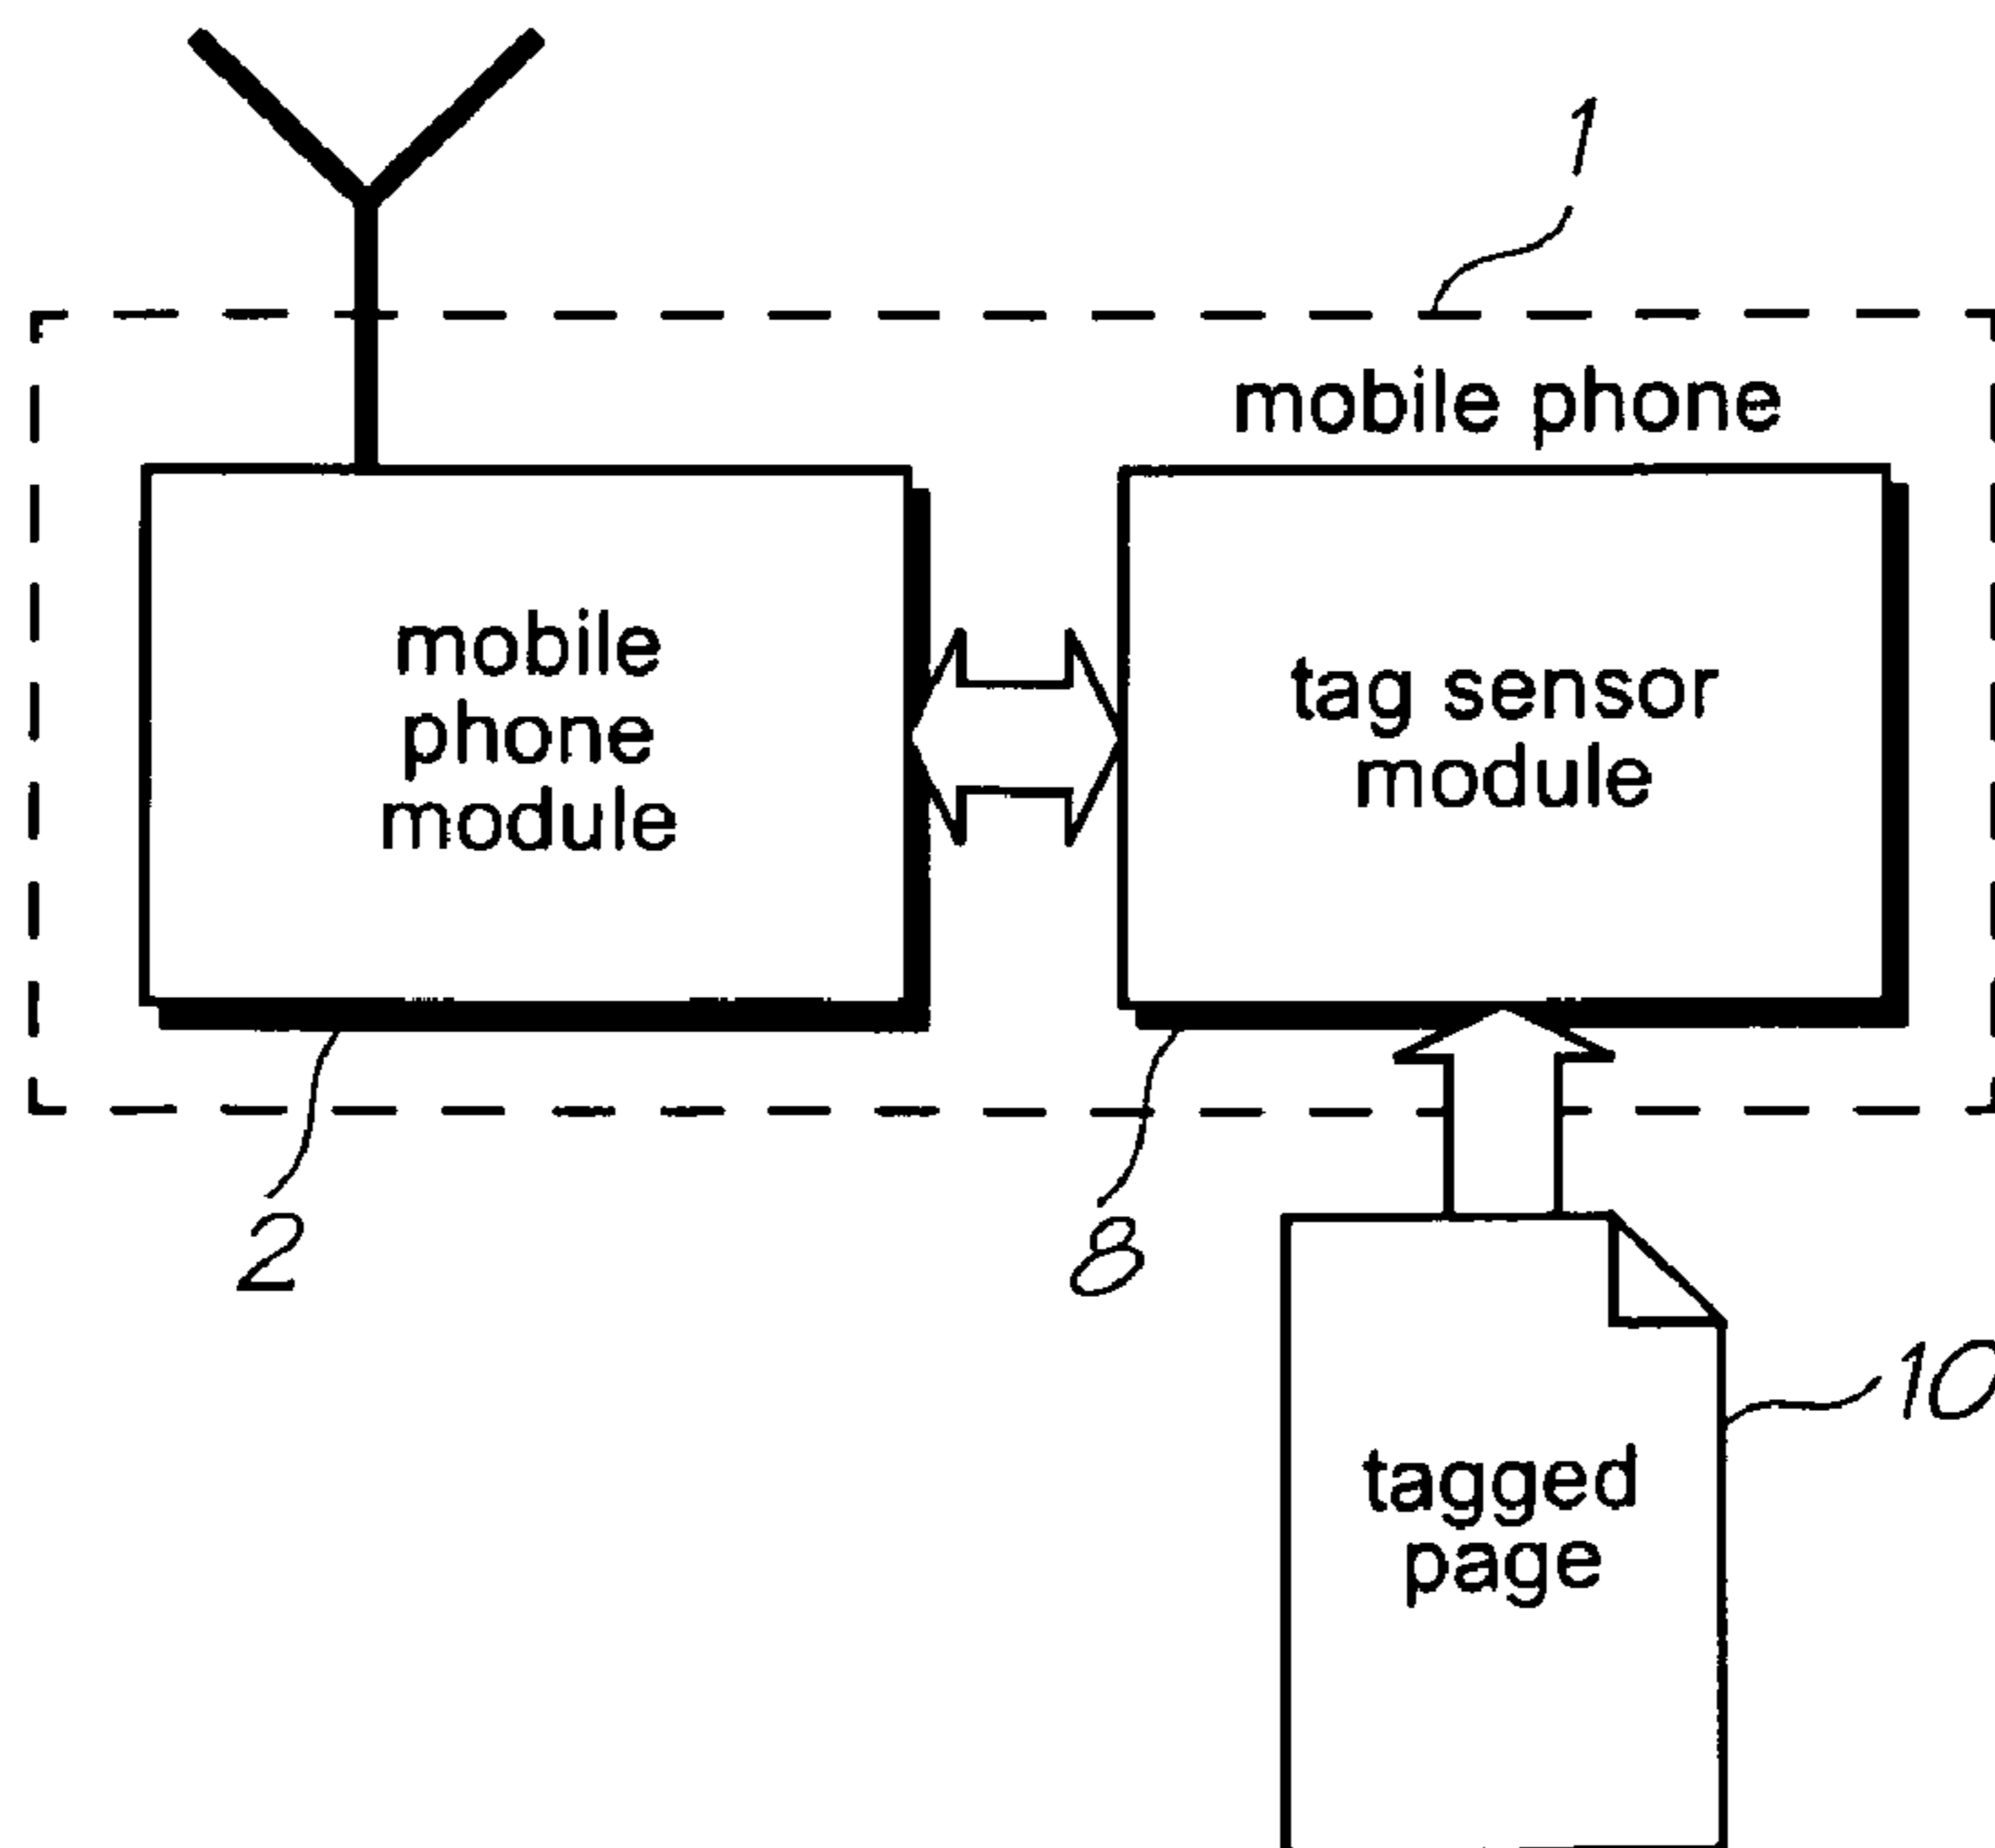 1
mobile phone
mobile
phone
module
tag sensor
module
2
8
10
tagged
page